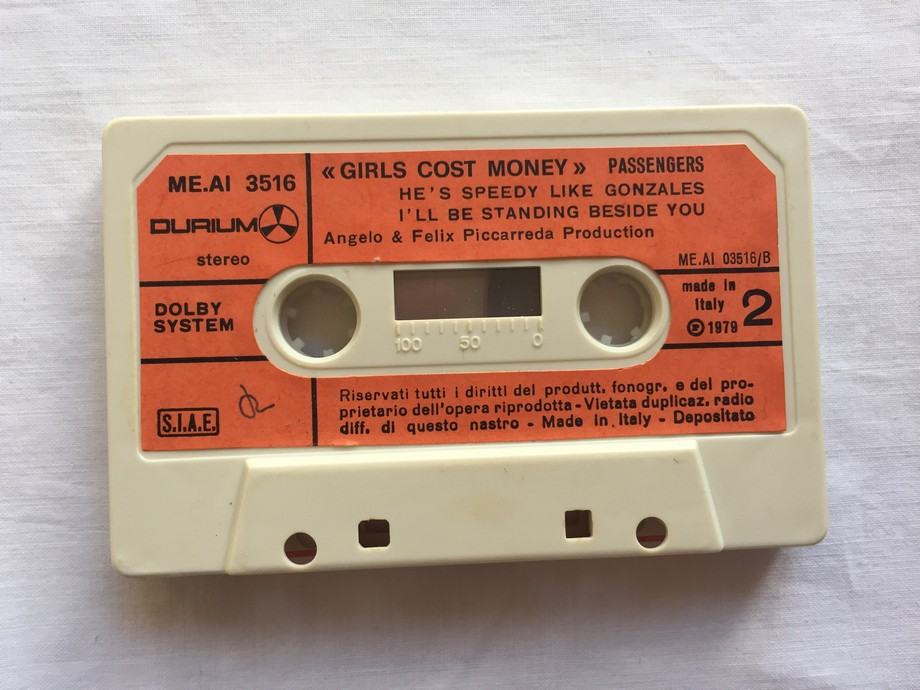 ME.AI 3516
DURIUM
stereo
« GIRLS COST MONEY » PASSENGERS
HE'S SPEEDY LIKE GONZALES
I'LL BE STANDING BESIDE YOU
Angelo & Felix Piccarreda Production
ME.AI 03516/B
DOLBY
SYSTEM
100 50 0
made in
Italy
℗ 1979
2
S.I.A.E.
Riservati tutti i diritti del produtt. fonogr. e del pro-
prietario dell'opera riprodotta - Vietata duplicaz. radio
diff. di questo nastro - Made in Italy - Depositato